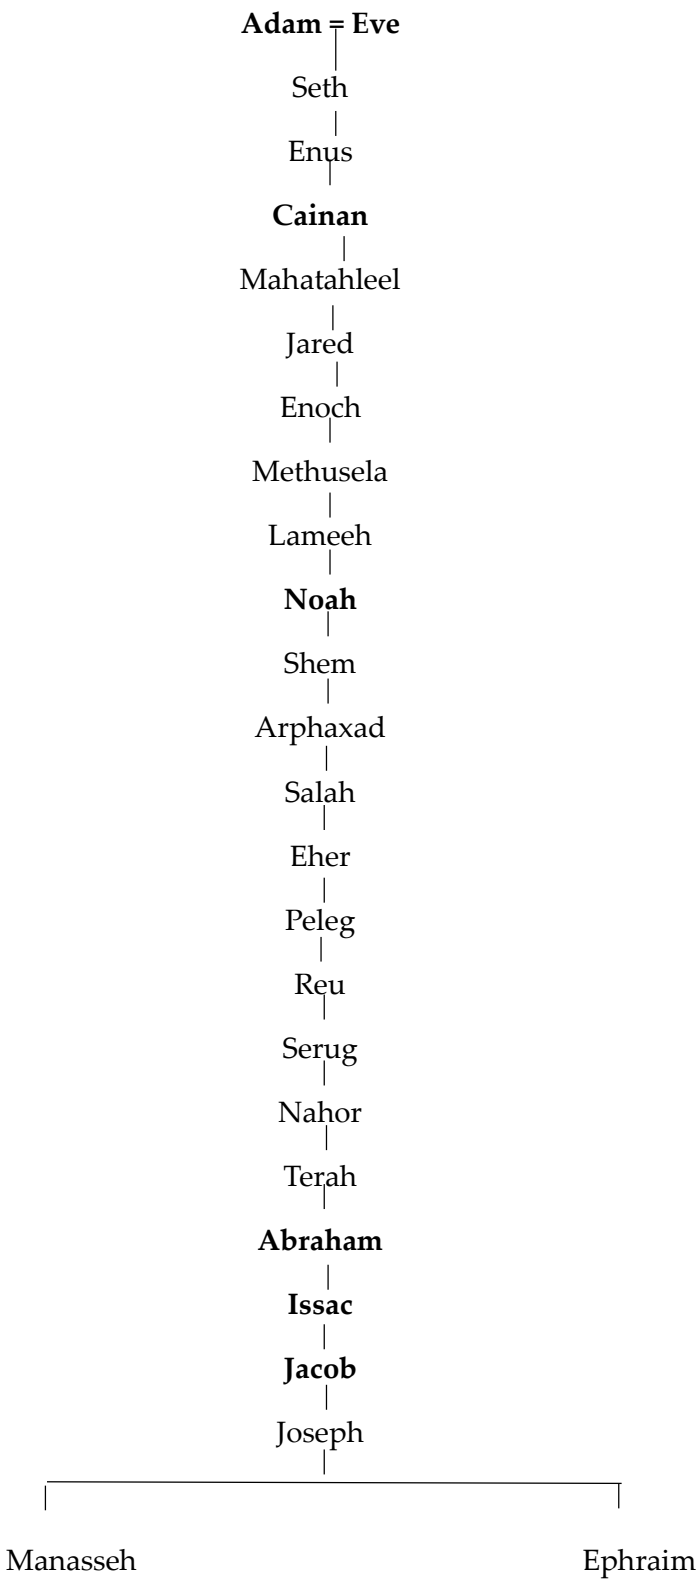 Adam = Eve
Seth
Enus
Cainan
Mahatahleel
Jared
Enoch
Methusela
Lameeh
Noah
Shem
Arphaxad
Salah
Eher
Peleg
Reu
Serug
Nahor
Terah
Abraham
Issac
Jacob
Joseph
Manasseh Ephraim